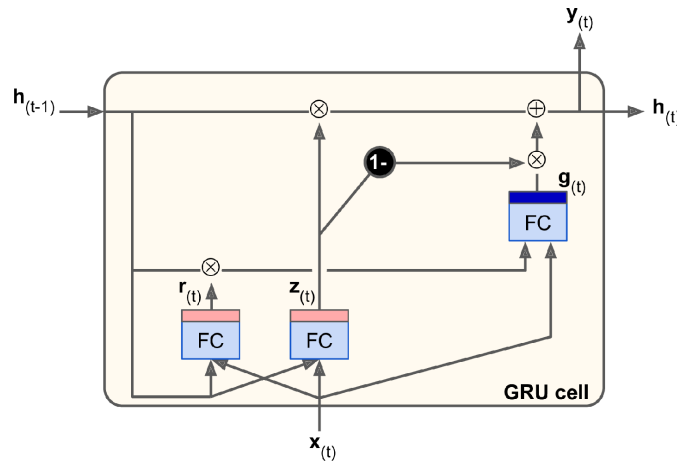 y(t)
h(t-1)
h(t)
1-
g(t)
FC
r(t)
z(t)
FC
FC
GRU cell
x(t)